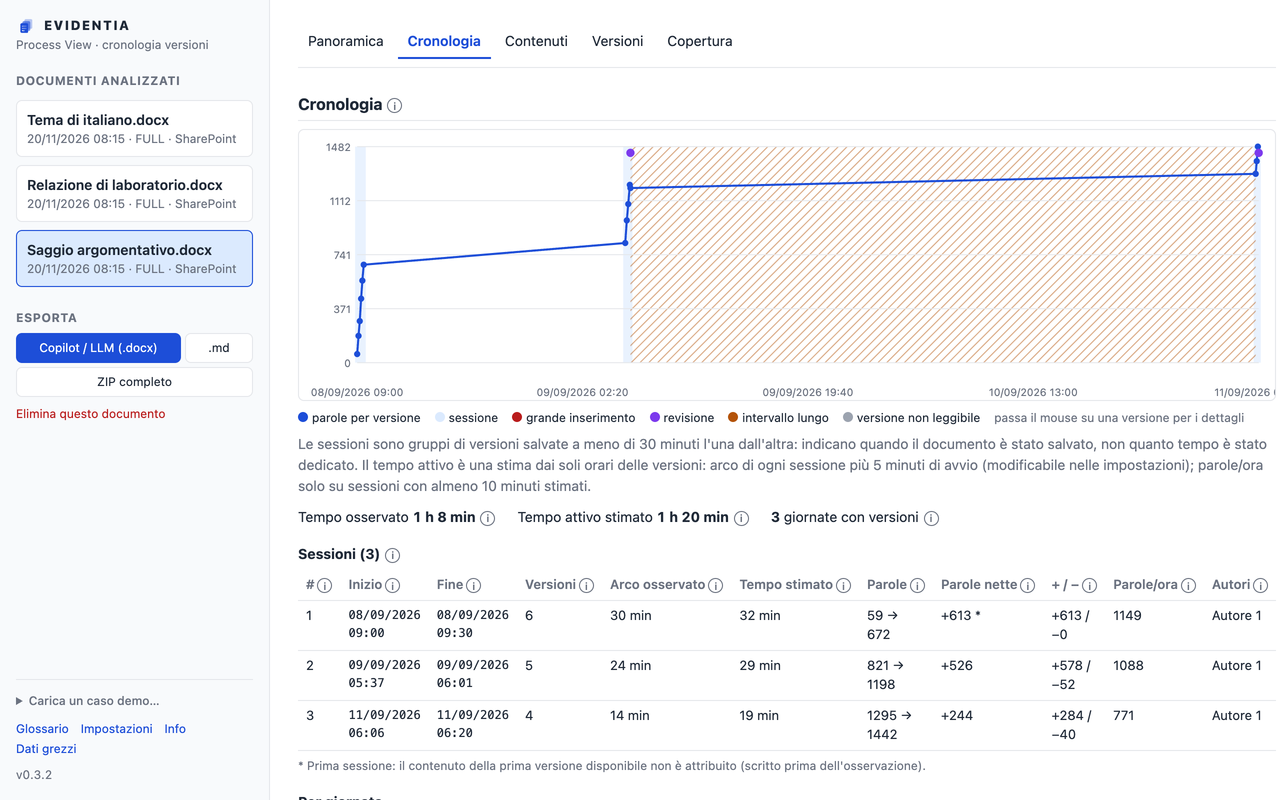 EVIDENTIA
Process View · cronologia versioni
DOCUMENTI ANALIZZATI
Tema di italiano.docx
20/11/2026 08:15 · FULL · SharePoint
Relazione di laboratorio.docx
20/11/2026 08:15 · FULL · SharePoint
Saggio argomentativo.docx
20/11/2026 08:15 · FULL · SharePoint
ESPORTA
Copilot / LLM (.docx) .md
ZIP completo
Elimina questo documento
Carica un caso demo...
Glossario Impostazioni Info
Dati grezzi
v0.3.2
Panoramica Cronologia Contenuti Versioni Copertura
Cronologia
1482
1112
741
371
0
08/09/2026 09:00 09/09/2026 02:20 09/09/2026 19:40 10/09/2026 13:00 11/09/2026
parole per versione sessione grande inserimento revisione intervallo lungo versione non leggibile passa il mouse su una versione per i dettagli
Le sessioni sono gruppi di versioni salvate a meno di 30 minuti l'una dall'altra: indicano quando il documento è stato salvato, non quanto tempo è stato
dedicato. Il tempo attivo è una stima dai soli orari delle versioni: arco di ogni sessione più 5 minuti di avvio (modificabile nelle impostazioni); parole/ora
solo su sessioni con almeno 10 minuti stimati.
Tempo osservato 1 h 8 min Tempo attivo stimato 1 h 20 min 3 giornate con versioni
Sessioni (3)
# Inizio Fine Versioni Arco osservato Tempo stimato Parole Parole nette + / − Parole/ora Autori
1 08/09/2026 08/09/2026 6 30 min 32 min 59 → +613 * +613 / 1149 Autore 1
09:00 09:30 672 −0
2 09/09/2026 09/09/2026 5 24 min 29 min 821 → +526 +578 / 1088 Autore 1
05:37 06:01 1198 −52
3 11/09/2026 11/09/2026 4 14 min 19 min 1295 → +244 +284 / 771 Autore 1
06:06 06:20 1442 −40
* Prima sessione: il contenuto della prima versione disponibile non è attribuito (scritto prima dell'osservazione).